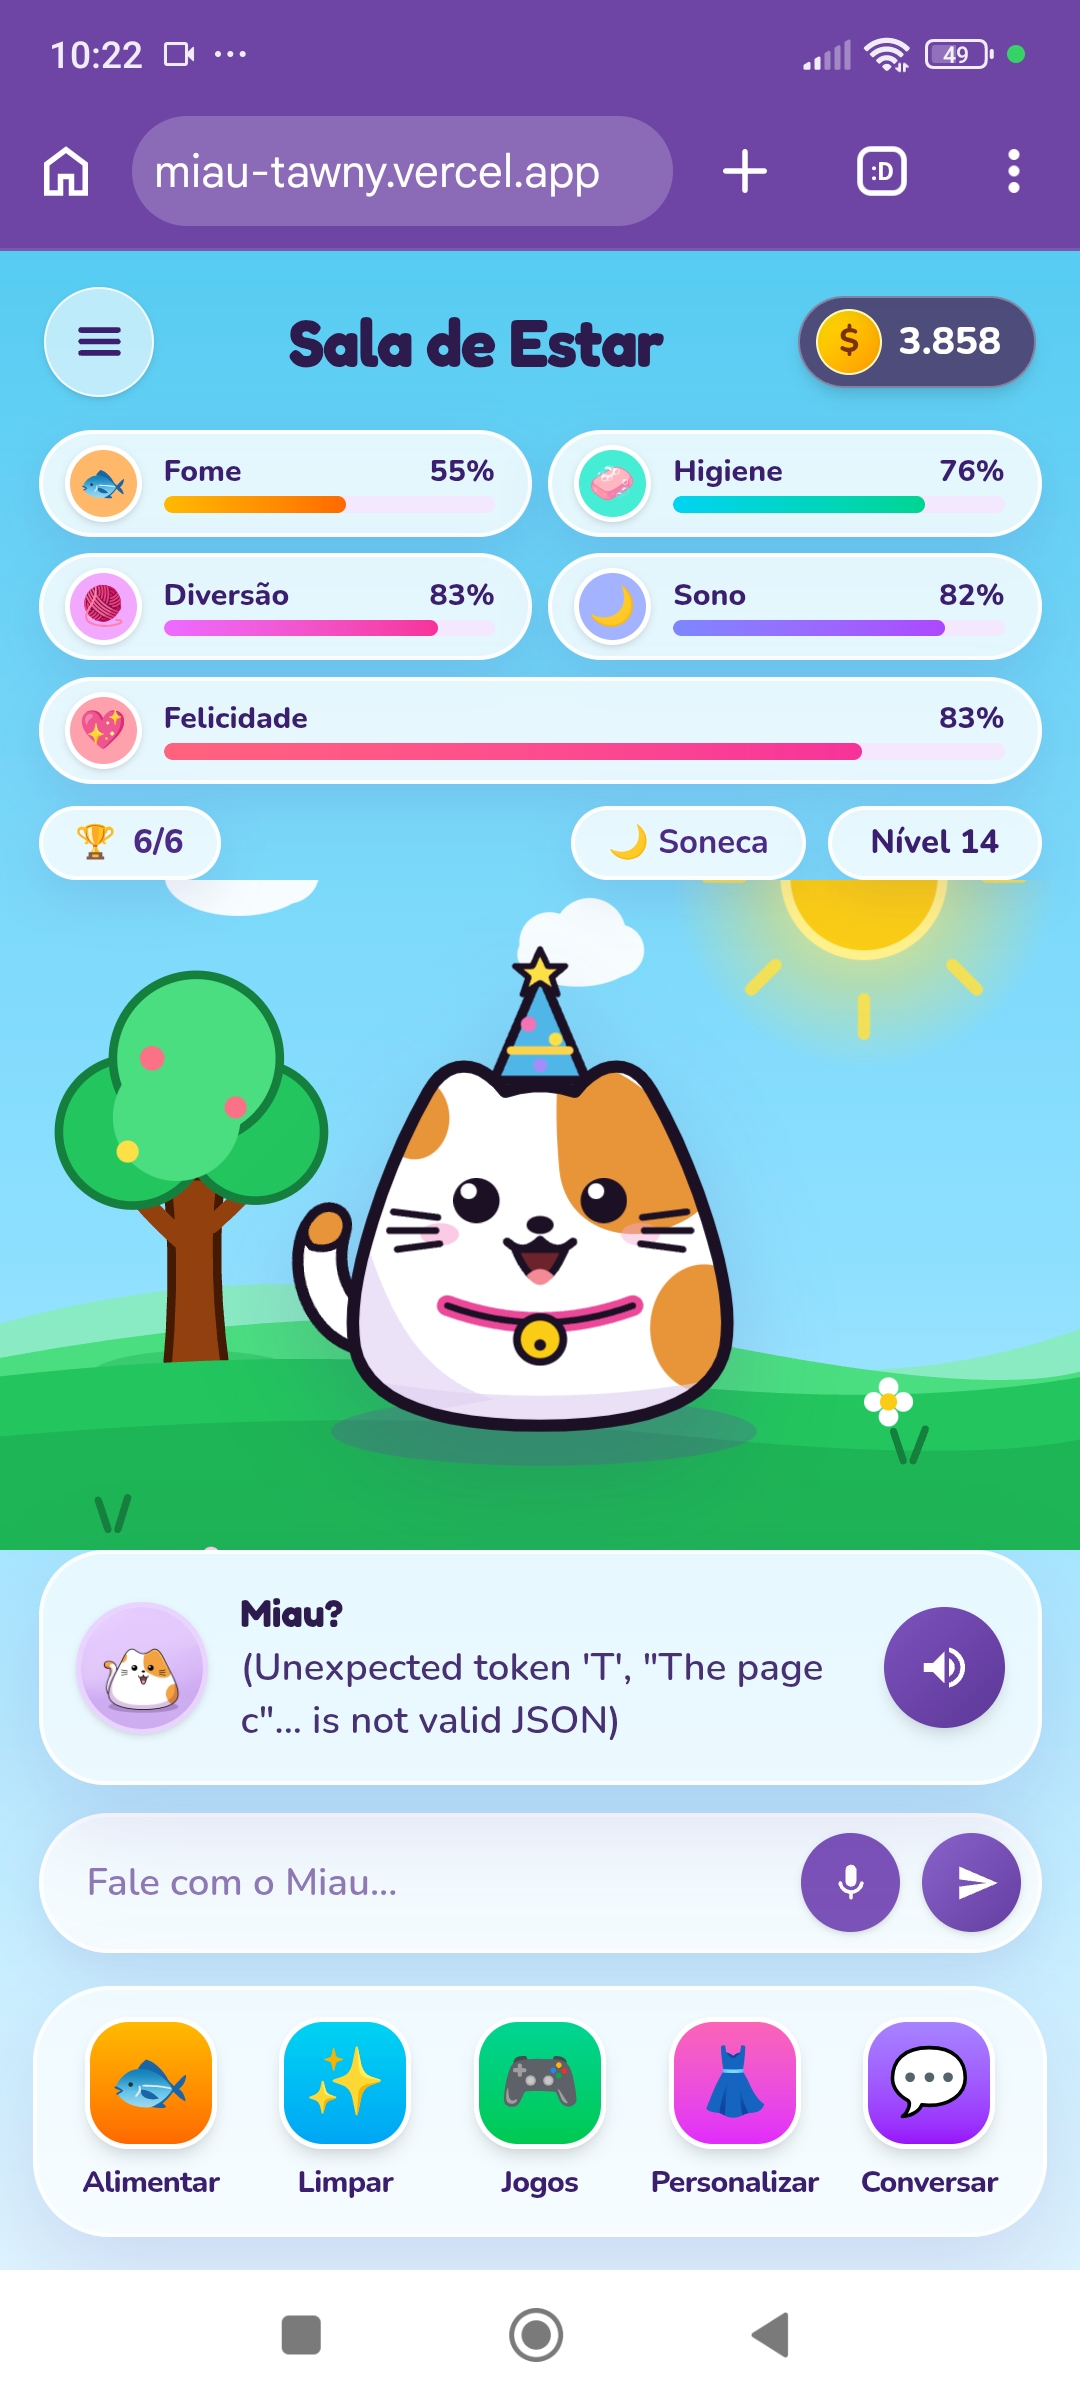 10:22
49
miau-tawny.vercel.app
:D
Sala de Estar
$ 3.858
Fome 55%
Higiene 76%
Diversão 83%
Sono 82%
Felicidade 83%
6/6
Soneca
Nível 14
Miau?
(Unexpected token 'T', "The page
c"... is not valid JSON)
Fale com o Miau...
Alimentar
Limpar
Jogos
Personalizar
Conversar